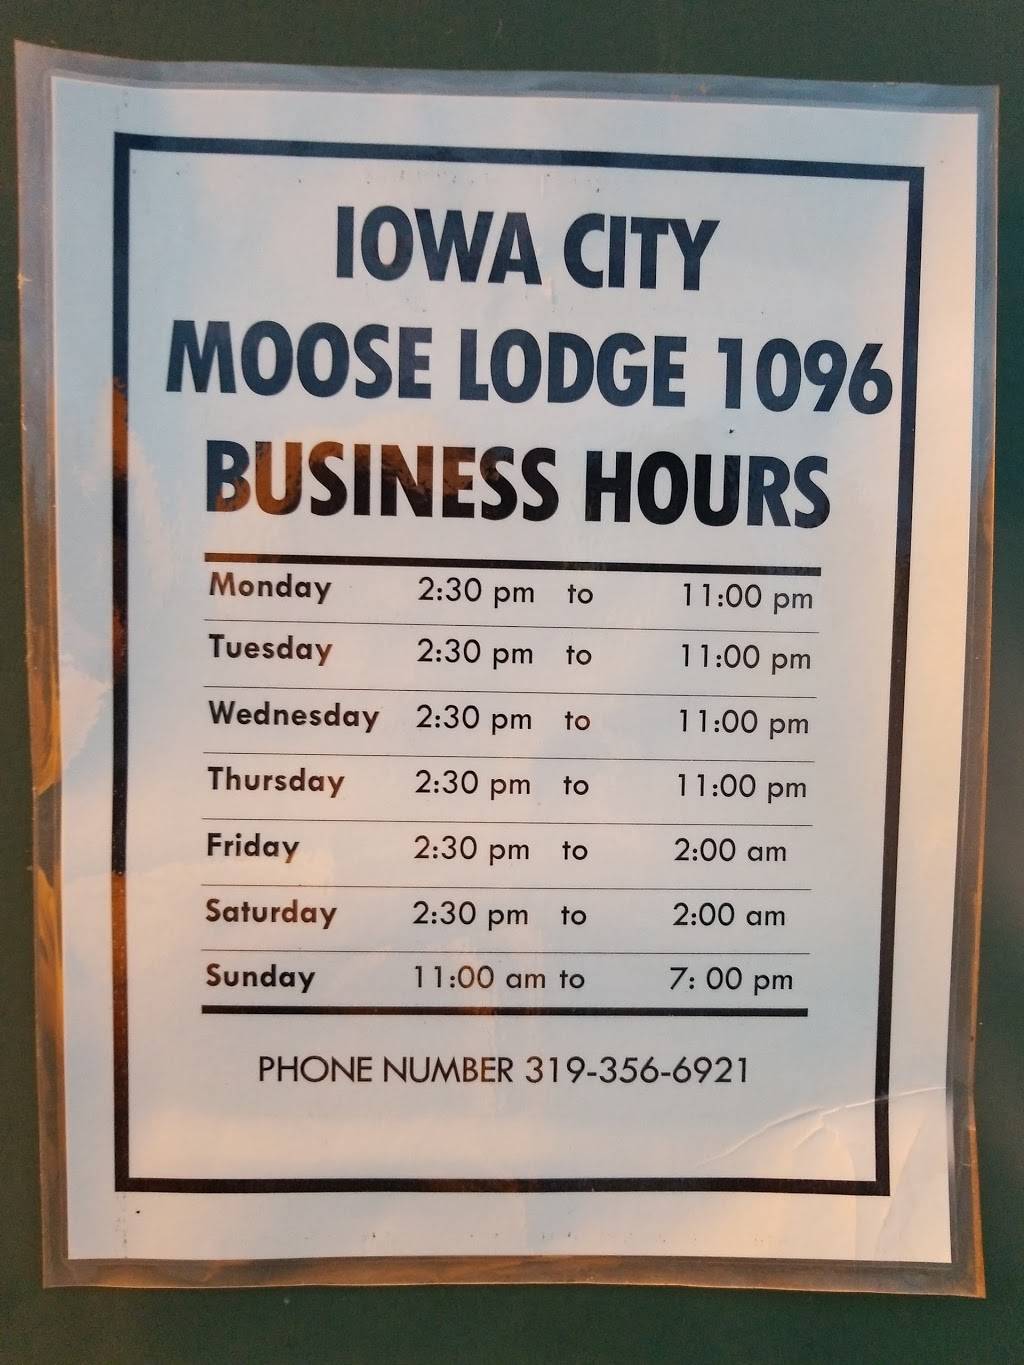 IOWA CITY
MOOSE LODGE 1096
BUSINESS HOURS
Monday 2:30 pm to 11:00 pm
Tuesday 2:30 pm to 11:00 pm
Wednesday 2:30 pm to 11:00 pm
Thursday 2:30 pm to 11:00 pm
Friday 2:30 pm to 2:00 am
Saturday 2:30 pm to 2:00 am
Sunday 11:00 am to 7: 00 pm
PHONE NUMBER 319-356-6921